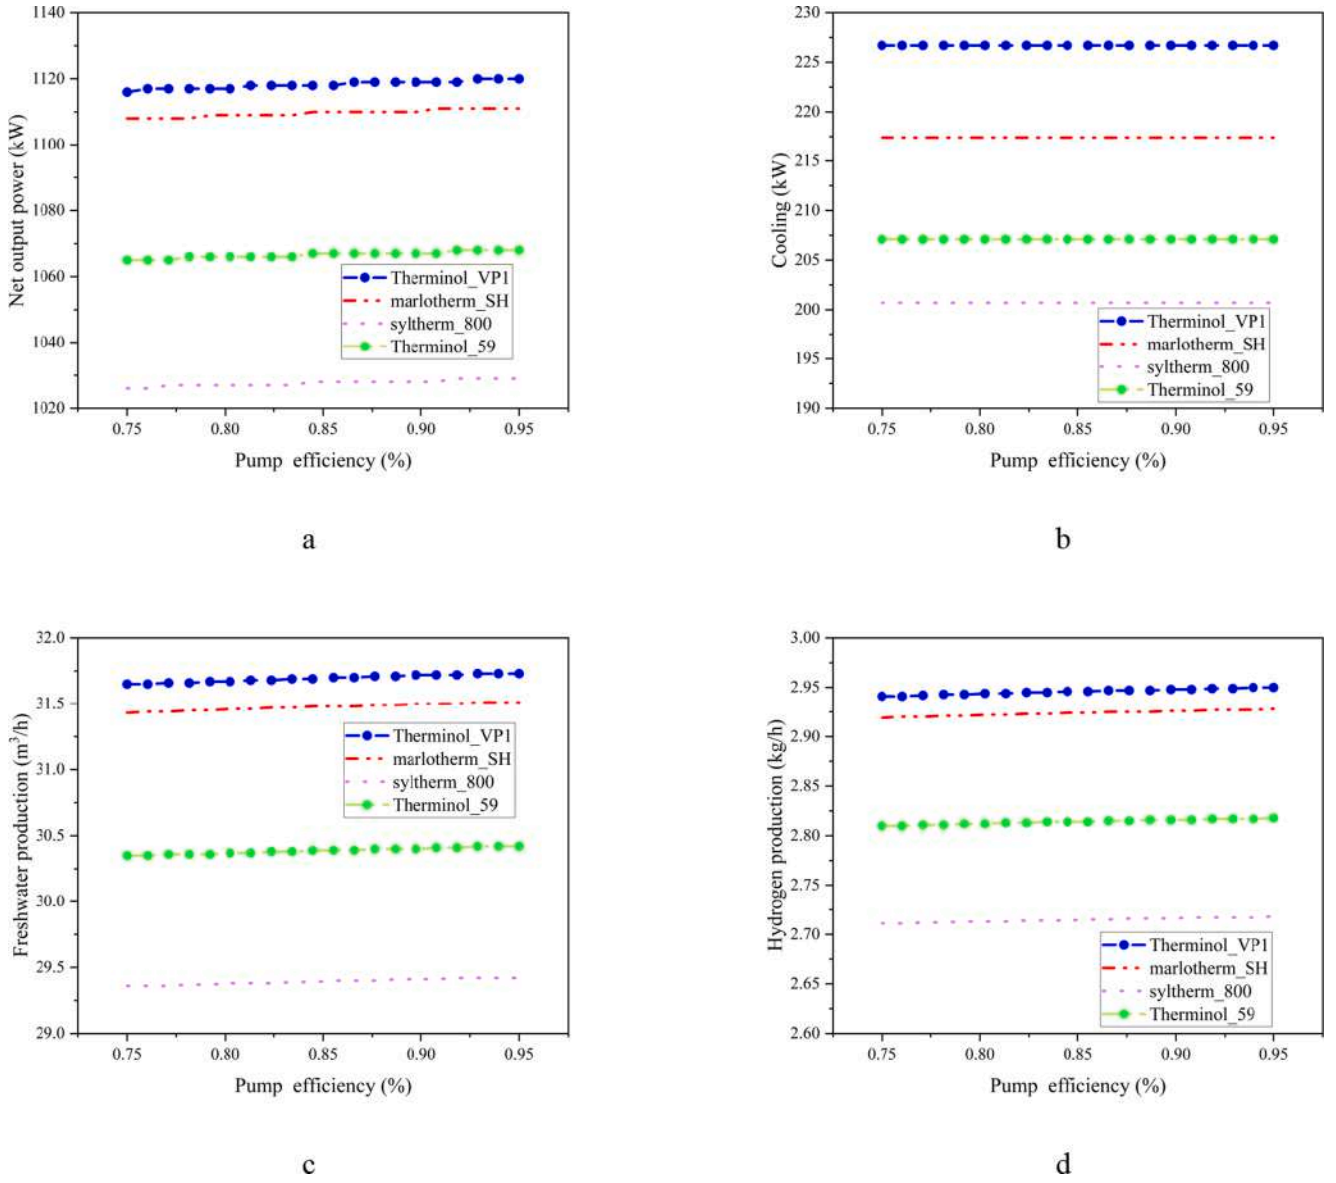 1140
1120
1100
1080
1060
1040
1020
0.75 0.80 0.85 0.90 0.95
Net output power (kW)
Pump efficiency (%)
Therminol_VP1
marlotherm_SH
syltherm_800
Therminol_59
a
230
225
220
215
210
205
200
195
190
0.75 0.80 0.85 0.90 0.95
Cooling (kW)
Pump efficiency (%)
Therminol_VP1
marlotherm_SH
syltherm_800
Therminol_59
b
32.0
31.5
31.0
30.5
30.0
29.5
29.0
0.75 0.80 0.85 0.90 0.95
Freshwater production (m³/h)
Pump efficiency (%)
Therminol_VP1
marlotherm_SH
syltherm_800
Therminol_59
c
3.00
2.95
2.90
2.85
2.80
2.75
2.70
2.65
2.60
0.75 0.80 0.85 0.90 0.95
Hydrogen production (kg/h)
Pump efficiency (%)
Therminol_VP1
marlotherm_SH
syltherm_800
Therminol_59
d